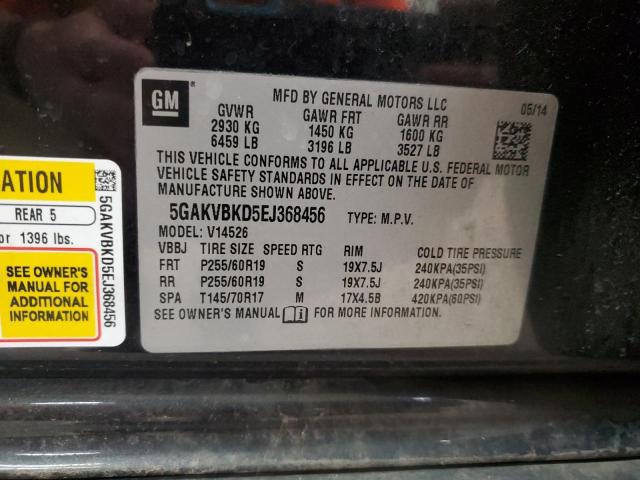 GM
MFD BY GENERAL MOTORS LLC
05/14
GVWR GAWR FRT GAWR RR
2930 KG 1450 KG 1600 KG
6459 LB 3196 LB 3527 LB
THIS VEHICLE CONFORMS TO ALL APPLICABLE U.S. FEDERAL MOTOR
VEHICLE SAFETY STANDARDS IN EFFECT ON THE DATE OF
MANUFACTURE SHOWN ABOVE.
5GAKVBKD5EJ368456 TYPE: M.P.V.
MODEL: V14526
VBBJ TIRE SIZE SPEED RTG RIM COLD TIRE PRESSURE
FRT P255/60R19 S 19X7.5J 240KPA(35PSI)
RR P255/60R19 S 19X7.5J 240KPA(35PSI)
SPA T145/70R17 M 17X4.5B 420KPA(60PSI)
SEE OWNER'S MANUAL i FOR MORE INFORMATION.
ATION
REAR 5
or 1396 lbs.
SEE OWNER'S
MANUAL FOR
ADDITIONAL
INFORMATION
5GAKVBKD5EJ368456